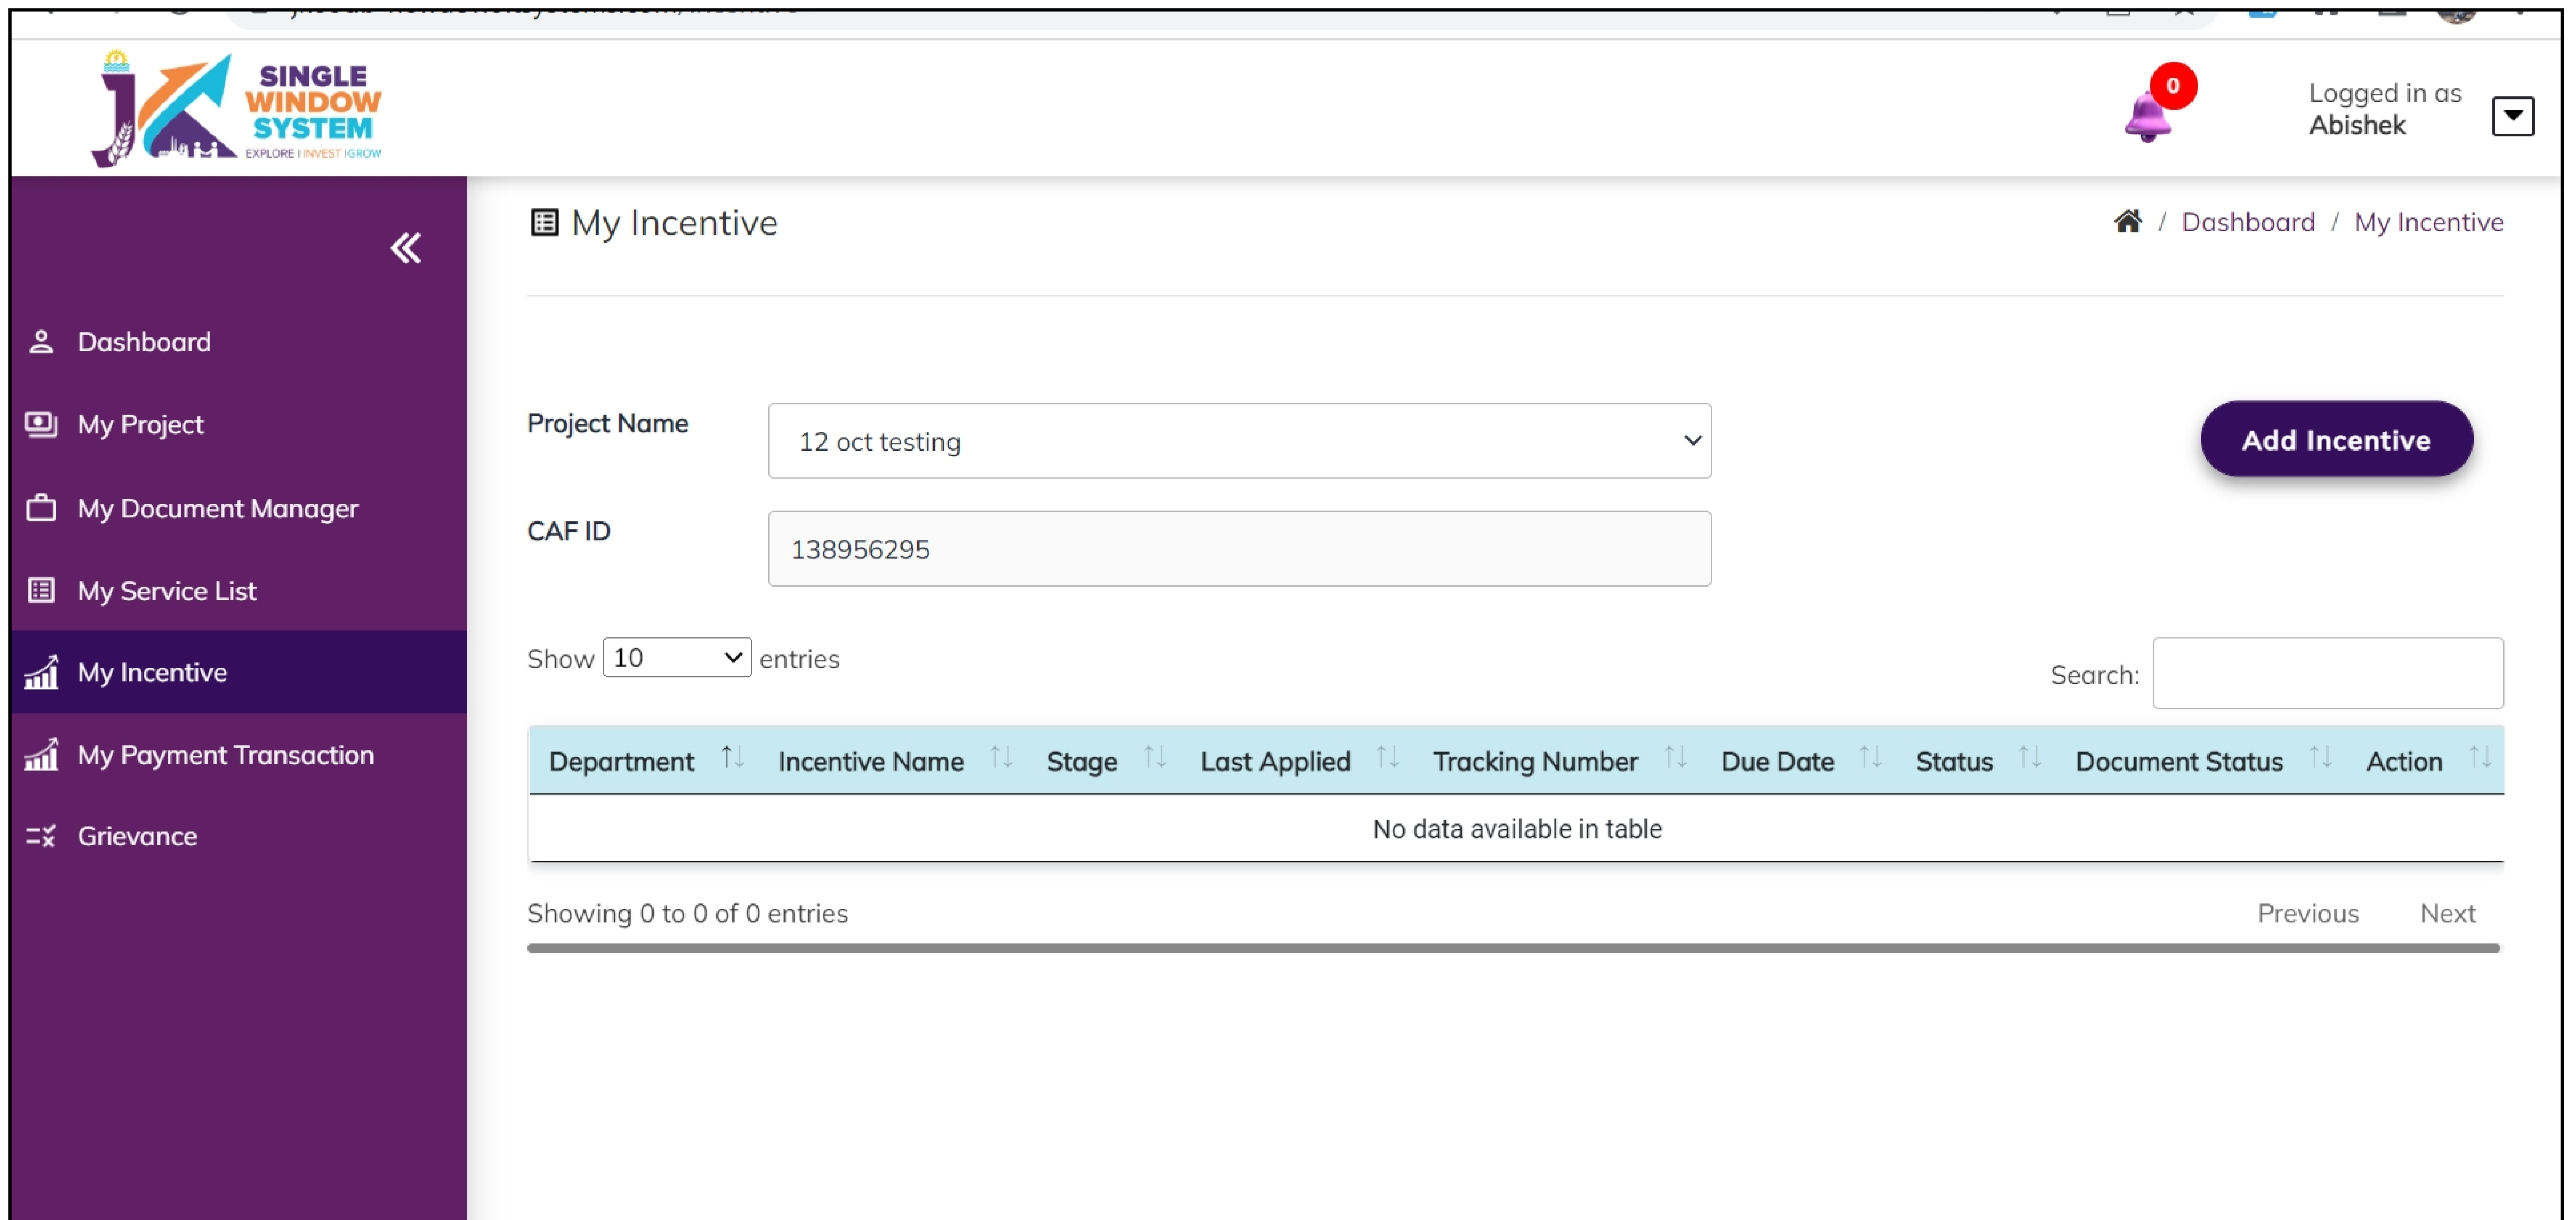 SINGLE
WINDOW
SYSTEM
EXPLORE | INVEST | GROW
0
Logged in as
Abishek
My Incentive
/ Dashboard / My Incentive
Dashboard
My Project
My Document Manager
My Service List
My Incentive
My Payment Transaction
Grievance
Project Name
12 oct testing
Add Incentive
CAF ID
138956295
Show 10 entries
Search:
Department Incentive Name Stage Last Applied Tracking Number Due Date Status Document Status Action
No data available in table
Showing 0 to 0 of 0 entries
Previous Next